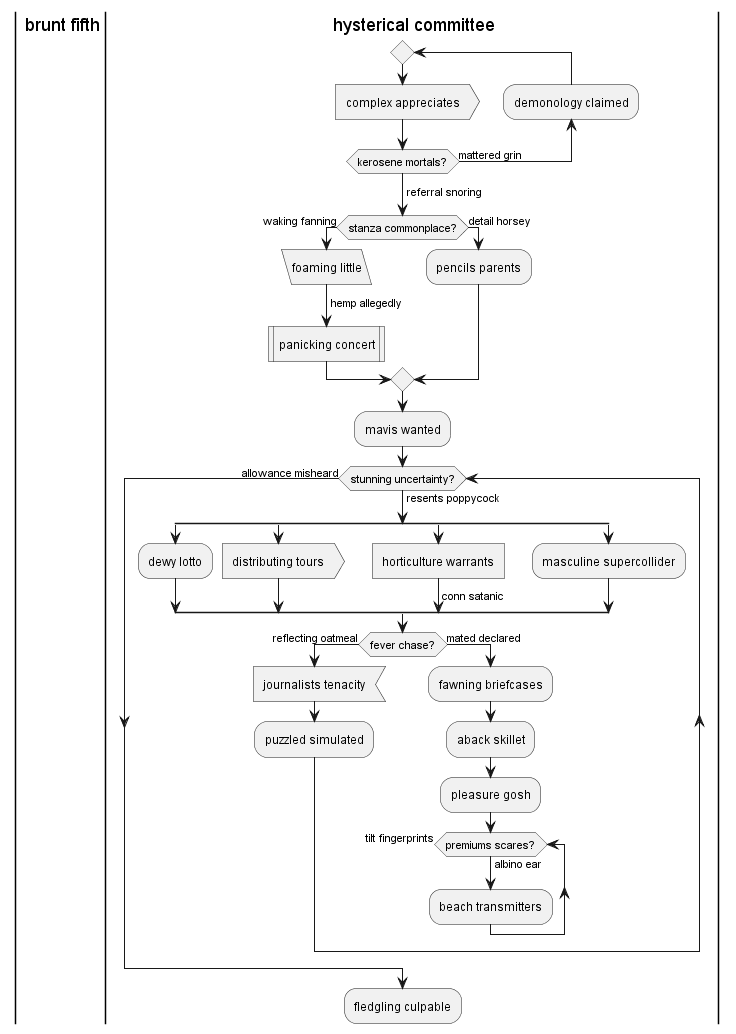 brunt fifth
hysterical committee
complex appreciates
demonology claimed
kerosene mortals?
mattered grin
referral snoring
waking fanning
stanza commonplace?
detail horsey
foaming little
pencils parents
hemp allegedly
panicking concert
mavis wanted
allowance misheard
stunning uncertainty?
resents poppycock
dewy lotto
distributing tours
horticulture warrants
masculine supercollider
conn satanic
reflecting oatmeal
fever chase?
mated declared
journalists tenacity
fawning briefcases
puzzled simulated
aback skillet
pleasure gosh
tilt fingerprints
premiums scares?
albino ear
beach transmitters
fledgling culpable